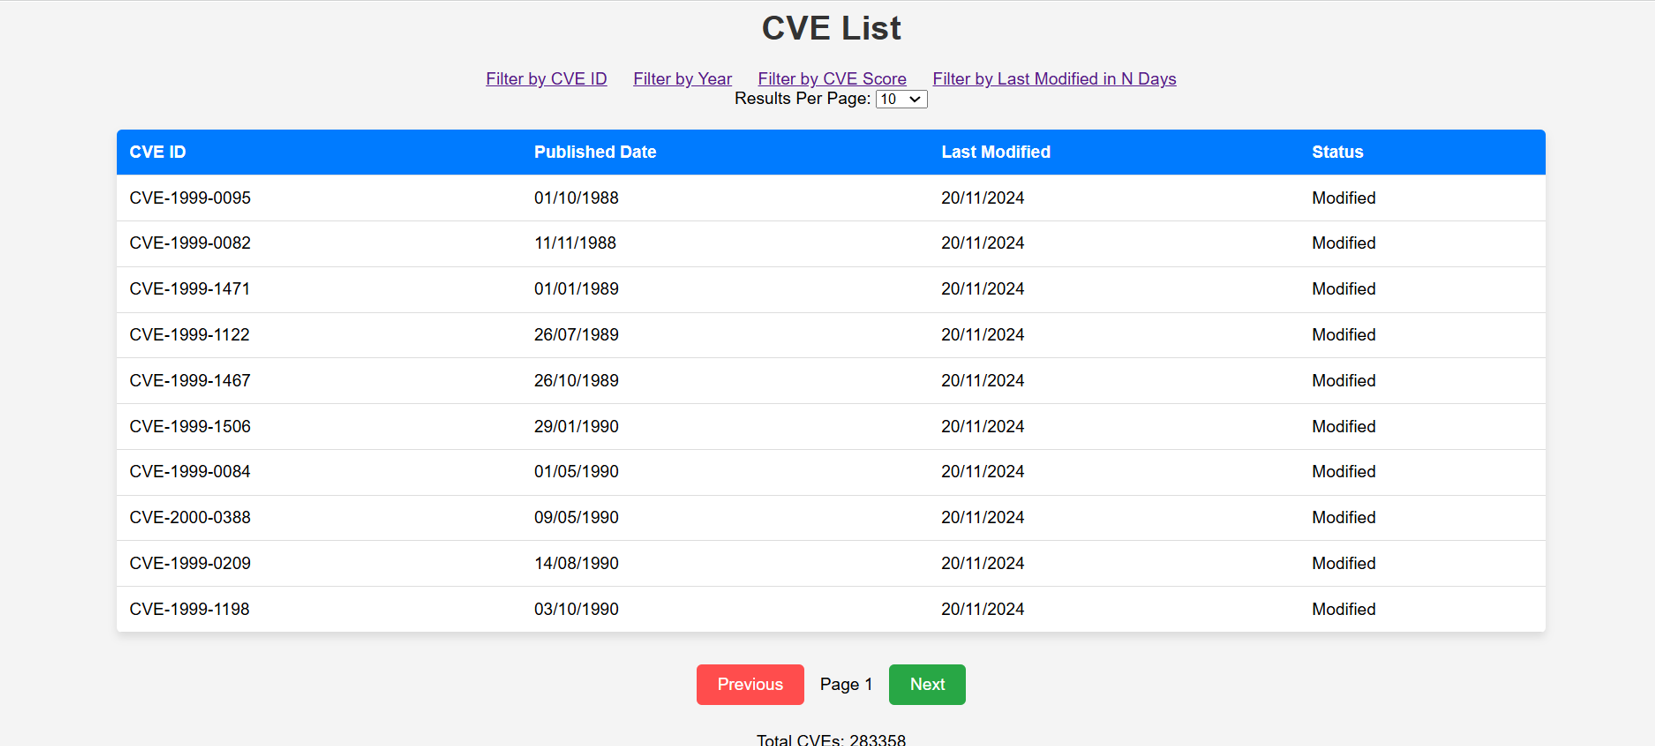 CVE List
Filter by CVE ID Filter by Year Filter by CVE Score Filter by Last Modified in N Days
Results Per Page: 10
CVE ID Published Date Last Modified Status
CVE-1999-0095 01/10/1988 20/11/2024 Modified
CVE-1999-0082 11/11/1988 20/11/2024 Modified
CVE-1999-1471 01/01/1989 20/11/2024 Modified
CVE-1999-1122 26/07/1989 20/11/2024 Modified
CVE-1999-1467 26/10/1989 20/11/2024 Modified
CVE-1999-1506 29/01/1990 20/11/2024 Modified
CVE-1999-0084 01/05/1990 20/11/2024 Modified
CVE-2000-0388 09/05/1990 20/11/2024 Modified
CVE-1999-0209 14/08/1990 20/11/2024 Modified
CVE-1999-1198 03/10/1990 20/11/2024 Modified
Previous Page 1 Next
Total CVEs: 283358